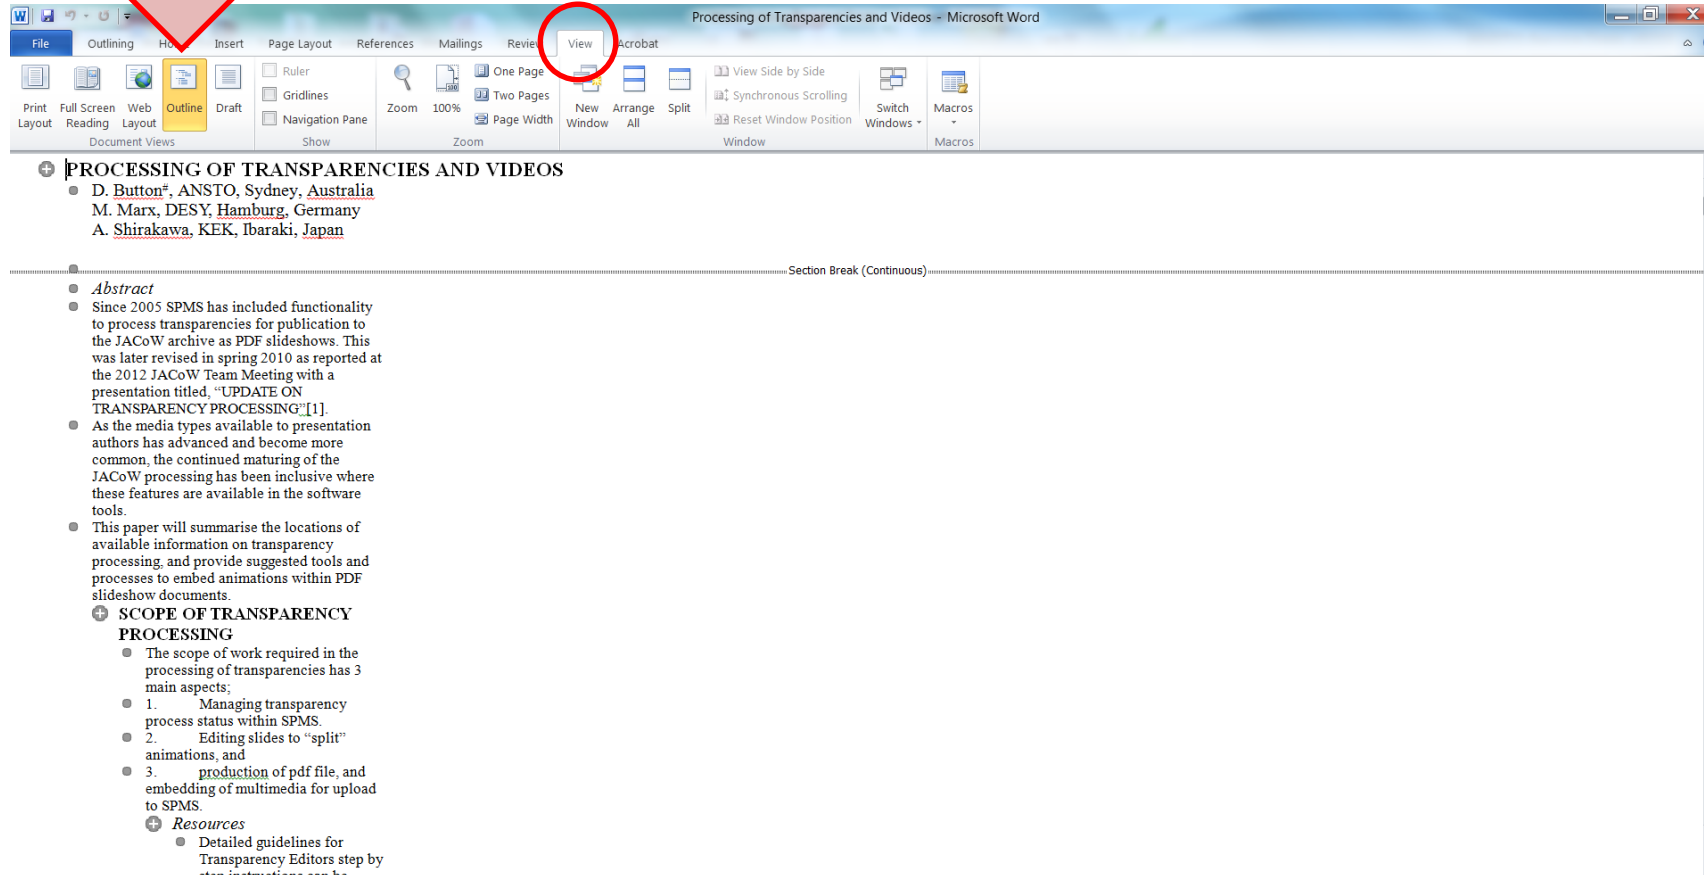 Processing of Transparencies and Videos - Microsoft Word
File Outlining Insert Page Layout References Mailings Review View Acrobat
Print Layout
Full Screen Reading
Web Layout
Outline
Draft
Document Views
Ruler
Gridlines
Navigation Pane
Show
Zoom
100%
One Page
Two Pages
Page Width
Zoom
New Window
Arrange All
Split
View Side by Side
Synchronous Scrolling
Reset Window Position
Switch Windows
Window
Macros
Macros
PROCESSING OF TRANSPARENCIES AND VIDEOS
D. Button#, ANSTO, Sydney, Australia
M. Marx, DESY, Hamburg, Germany
A. Shirakawa, KEK, Ibaraki, Japan
Section Break (Continuous)
Abstract
Since 2005 SPMS has included functionality
to process transparencies for publication to
the JACoW archive as PDF slideshows. This
was later revised in spring 2010 as reported at
the 2012 JACoW Team Meeting with a
presentation titled, “UPDATE ON
TRANSPARENCY PROCESSING”[1].
As the media types available to presentation
authors has advanced and become more
common, the continued maturing of the
JACoW processing has been inclusive where
these features are available in the software
tools.
This paper will summarise the locations of
available information on transparency
processing, and provide suggested tools and
processes to embed animations within PDF
slideshow documents.
SCOPE OF TRANSPARENCY
PROCESSING
The scope of work required in the
processing of transparencies has 3
main aspects;
1. Managing transparency
process status within SPMS.
2. Editing slides to “split”
animations, and
3. production of pdf file, and
embedding of multimedia for upload
to SPMS.
Resources
Detailed guidelines for
Transparency Editors step by
step instructions can be